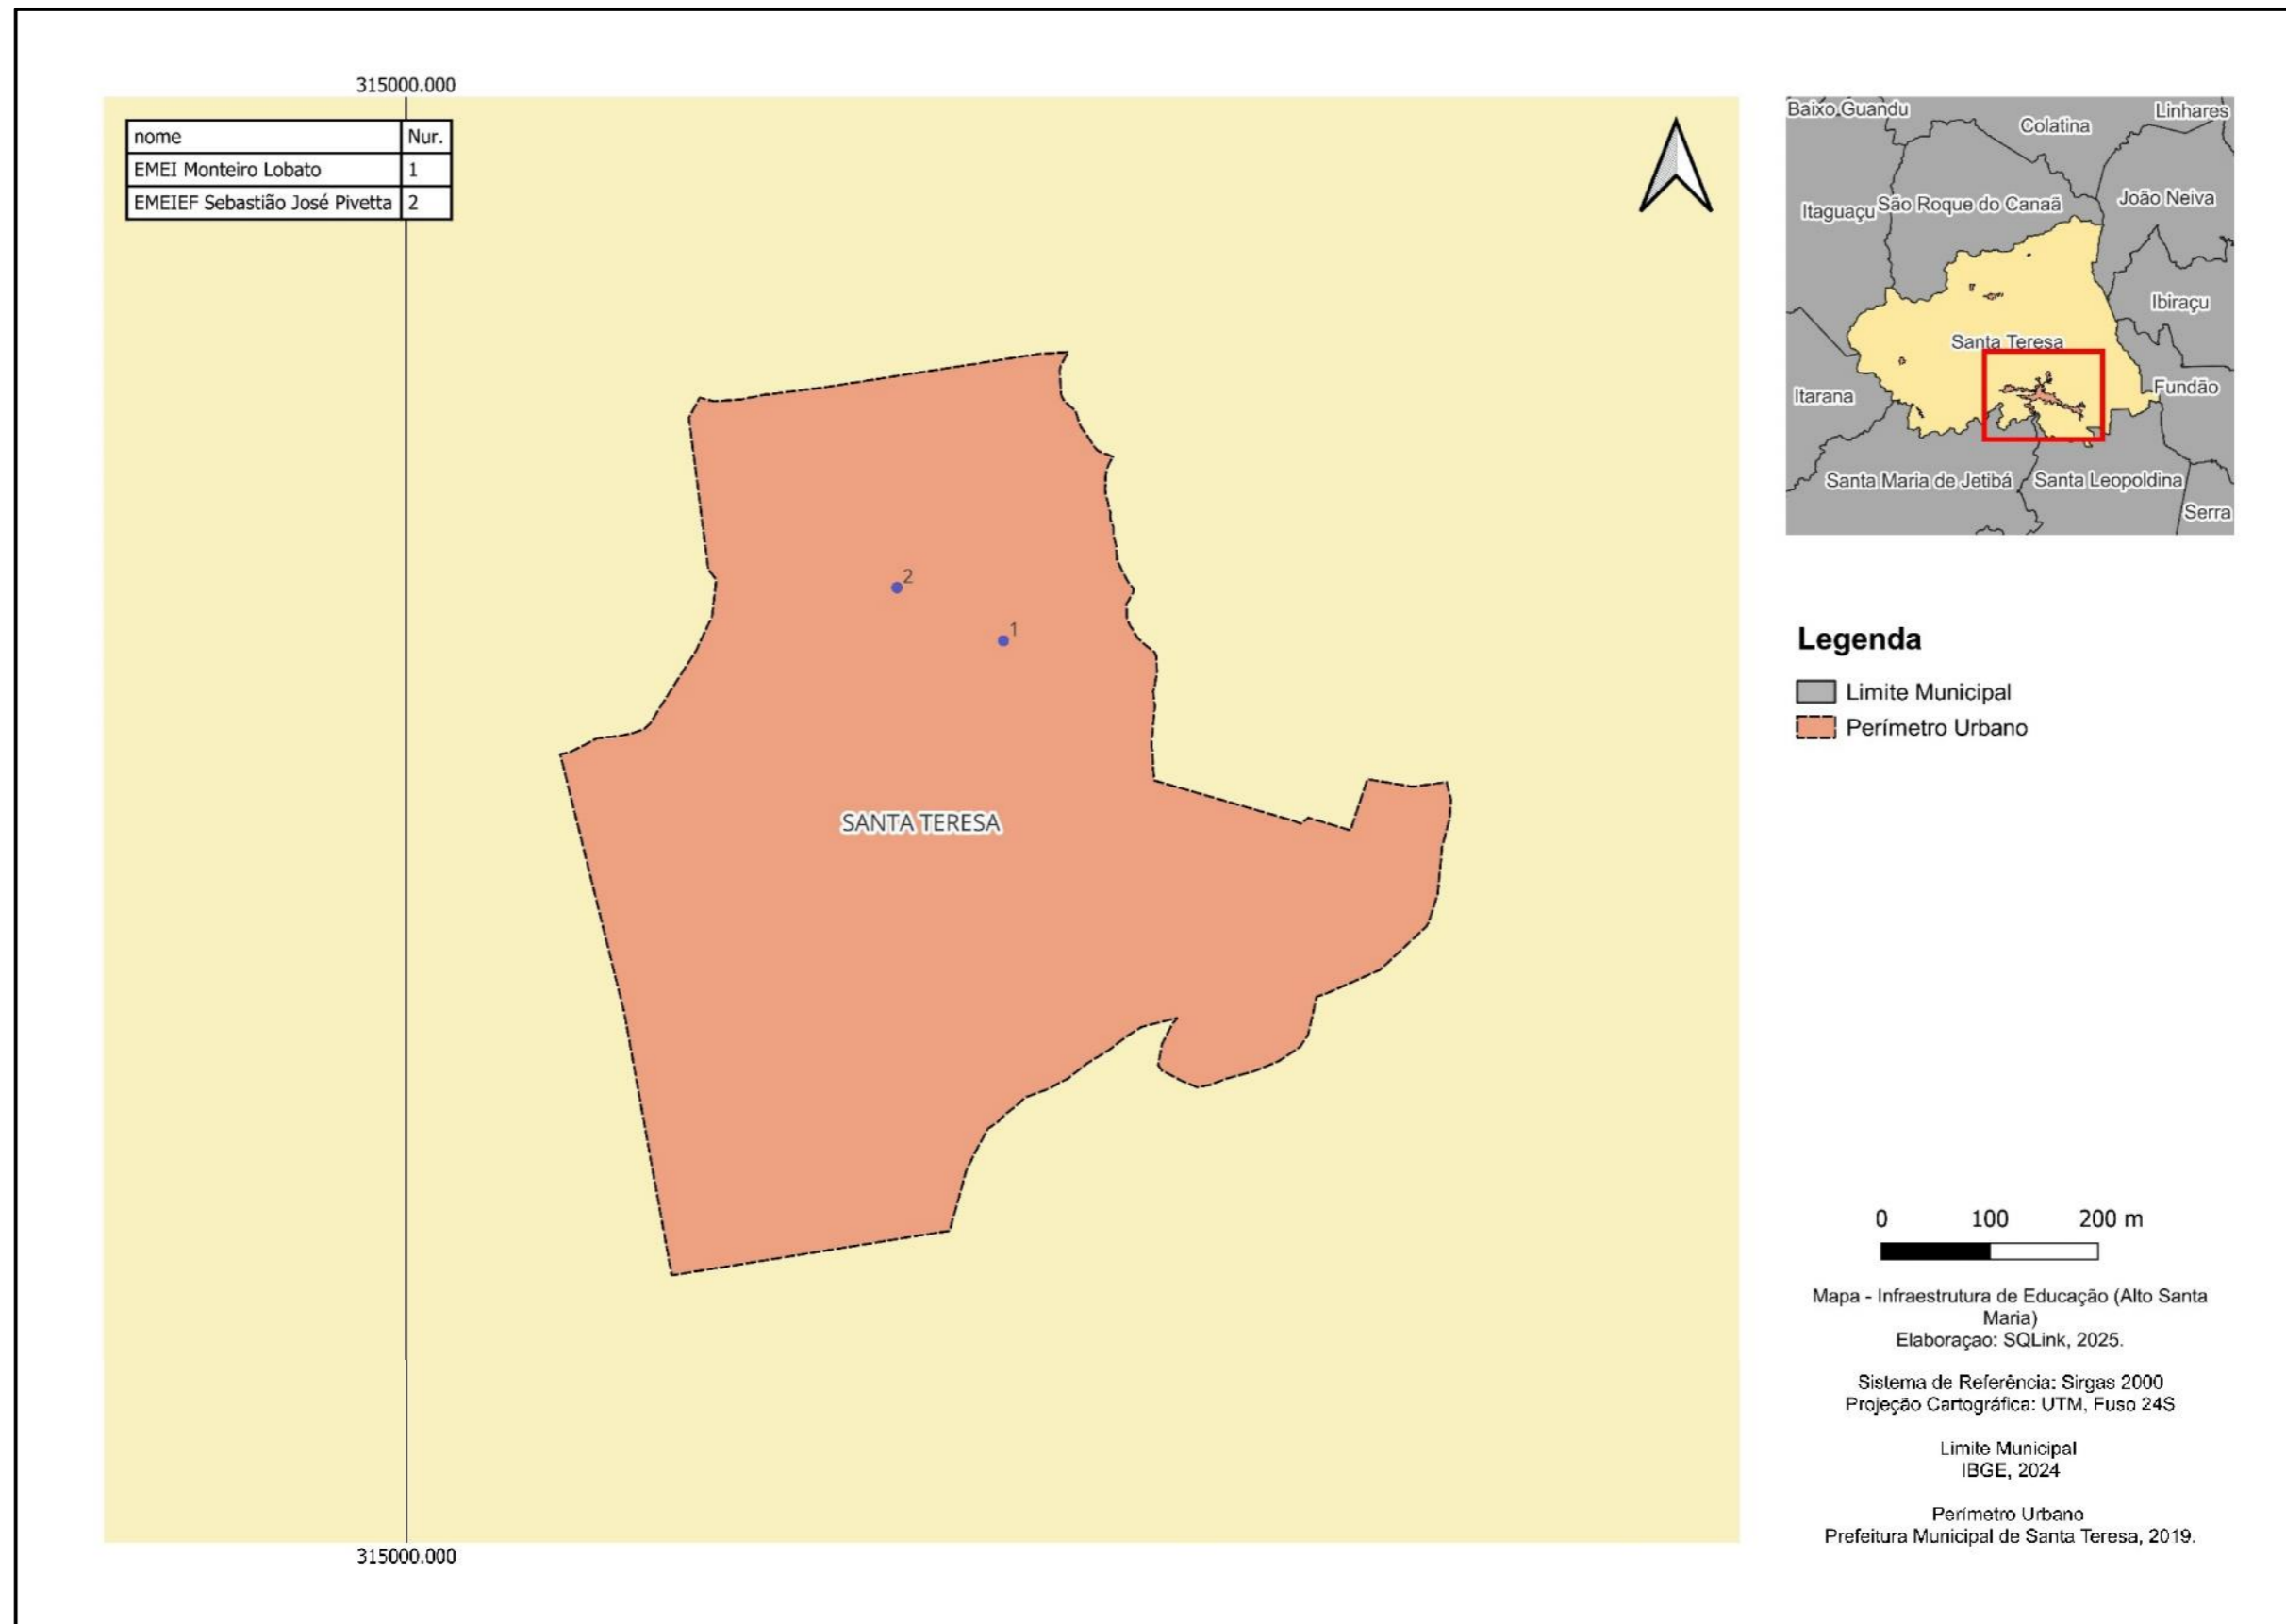 315000.000
nome Nur.
EMEI Monteiro Lobato 1
EMEIEF Sebastião José Pivetta 2
2
1
SANTA TERESA
315000.000
Baixo Guandu
Linhares
Colatina
João Neiva
Itaguaçu
São Roque do Canaã
Ibiraçu
Santa Teresa
Fundão
Itarana
Santa Maria de Jetibá
Santa Leopoldina
Serra
Legenda
Limite Municipal
Perímetro Urbano
0 100 200 m
Mapa - Infraestrutura de Educação (Alto Santa
Maria)
Elaboraçao: SQLink, 2025.
Sistema de Referência: Sirgas 2000
Projeção Cartográfica: UTM, Fuso 24S
Limite Municipal
IBGE, 2024
Perímetro Urbano
Prefeitura Municipal de Santa Teresa, 2019.